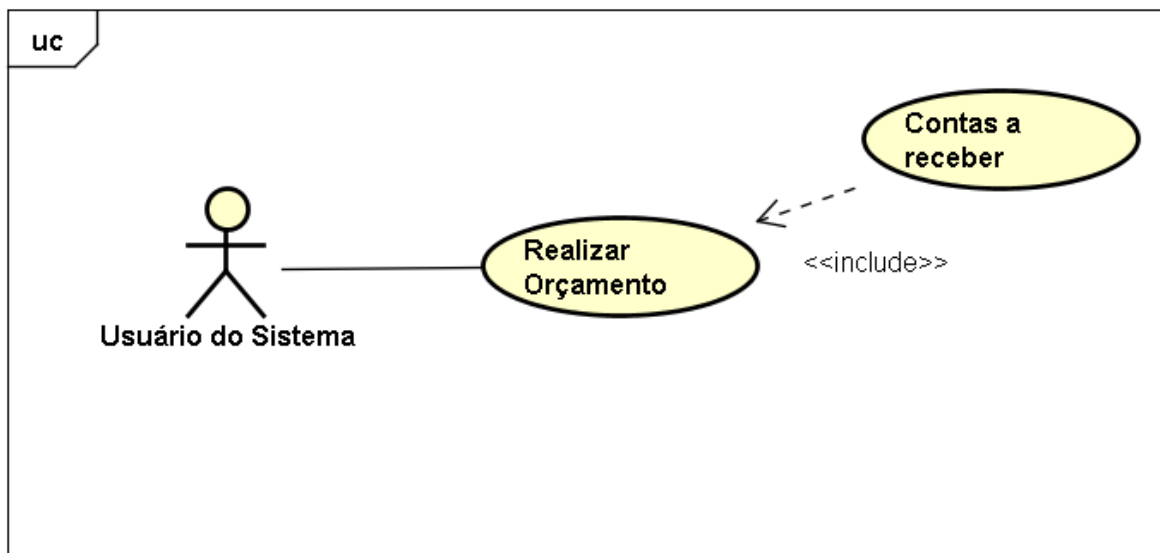 uc
Contas a
receber
Realizar
Orçamento
<<include>>
Usuário do Sistema